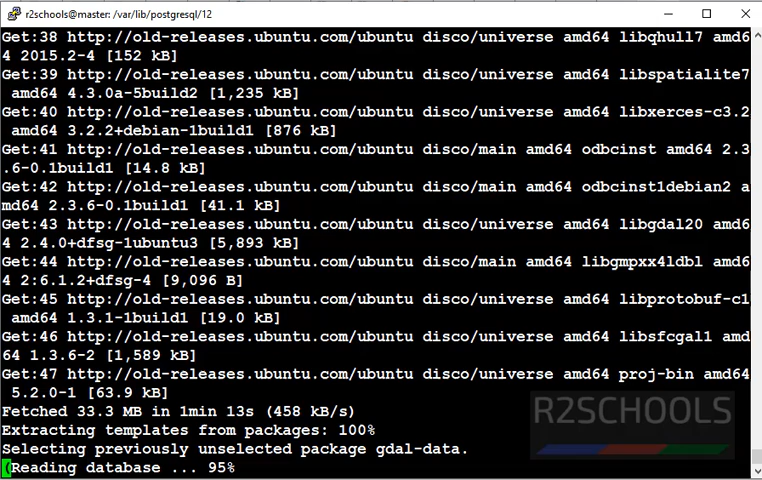 r2schools@master: /var/lib/postgresql/12
Get:38 http://old-releases.ubuntu.com/ubuntu disco/universe amd64 libqhull7 amd6
4 2015.2-4 [152 kB]
Get:39 http://old-releases.ubuntu.com/ubuntu disco/universe amd64 libspatialite7
 amd64 4.3.0a-5build2 [1,235 kB]
Get:40 http://old-releases.ubuntu.com/ubuntu disco/universe amd64 libxerces-c3.2
 amd64 3.2.2+debian-1build1 [876 kB]
Get:41 http://old-releases.ubuntu.com/ubuntu disco/main amd64 odbcinst amd64 2.3
.6-0.1build1 [14.8 kB]
Get:42 http://old-releases.ubuntu.com/ubuntu disco/main amd64 odbcinst1debian2 a
md64 2.3.6-0.1build1 [41.1 kB]
Get:43 http://old-releases.ubuntu.com/ubuntu disco/universe amd64 libgdal20 amd6
4 2.4.0+dfsg-1ubuntu3 [5,893 kB]
Get:44 http://old-releases.ubuntu.com/ubuntu disco/main amd64 libgmpxx4ldbl amd6
4 2:6.1.2+dfsg-4 [9,096 B]
Get:45 http://old-releases.ubuntu.com/ubuntu disco/universe amd64 libprotobuf-c1
 amd64 1.3.1-1build1 [19.0 kB]
Get:46 http://old-releases.ubuntu.com/ubuntu disco/universe amd64 libsfcgal1 amd
64 1.3.6-2 [1,589 kB]
Get:47 http://old-releases.ubuntu.com/ubuntu disco/universe amd64 proj-bin amd64
 5.2.0-1 [63.9 kB]
Fetched 33.3 MB in 1min 13s (458 kB/s)
Extracting templates from packages: 100%
Selecting previously unselected package gdal-data.
(Reading database ... 95%
R2SCHOOLS